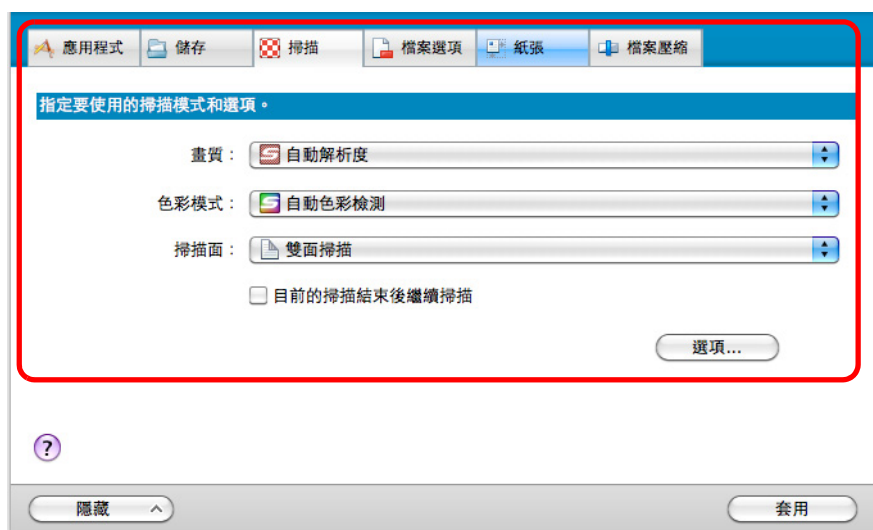 應用程式 儲存 掃描 檔案選項 紙張 檔案壓縮
指定要使用的掃描模式和選項。
畫質： 自動解析度
色彩模式： 自動色彩檢測
掃描面： 雙面掃描
目前的掃描結束後繼續掃描
選項...
?
隱藏 套用